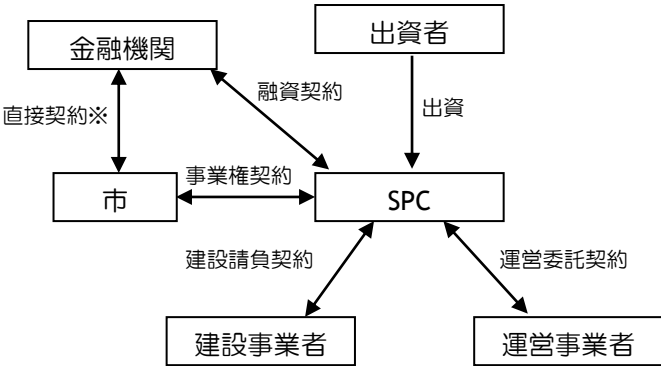 出資者
金融機関
融資契約
直接契約※
出資
事業権契約
市
SPC
建設請負契約
運営委託契約
建設事業者
運営事業者